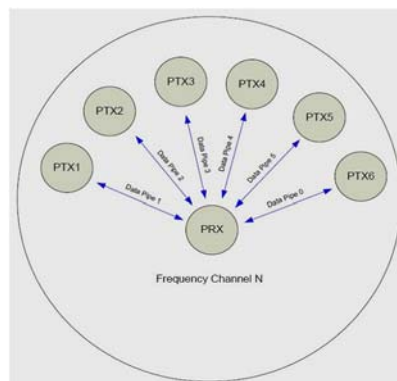 PTX3
PTX4
PTX2
PTX5
PTX1
PTX6
Data Pipe 1
Data Pipe 2
Data Pipe 3
Data Pipe 4
Data Pipe 5
Data Pipe 0
PRX
Frequency Channel N